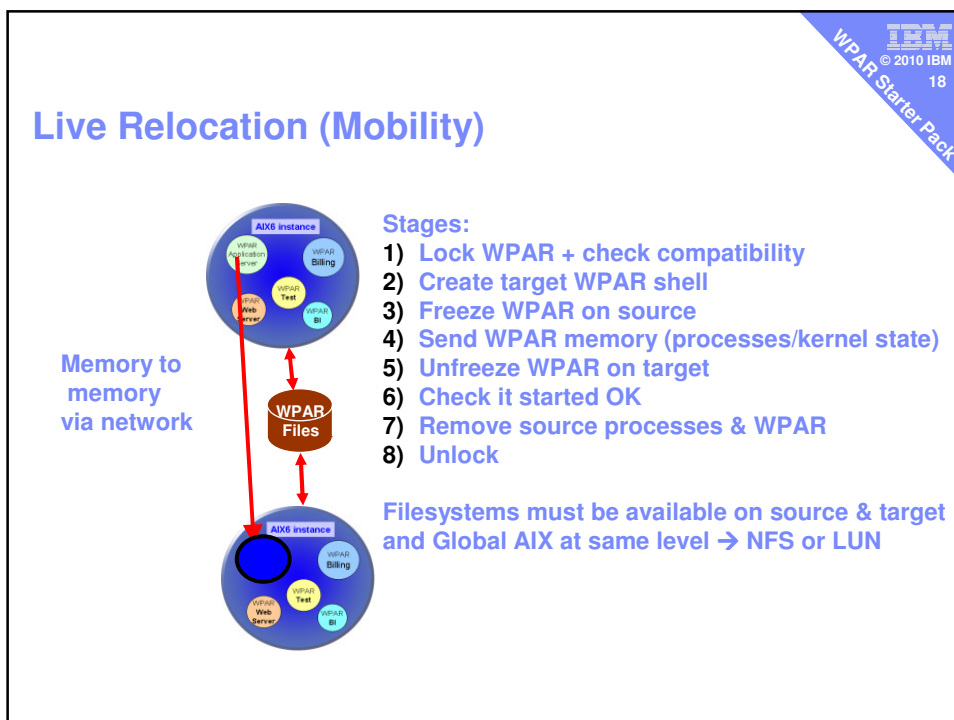 IBM
© 2010 IBM
18
WPAR Starter Pack
Live Relocation (Mobility)
AIX6 instance
WPAR
Application
Server
WPAR
Billing
WPAR
Test
WPAR
Web
Server
WPAR
BI
Memory to
memory
via network
WPAR
Files
AIX6 instance
WPAR
Billing
WPAR
Test
WPAR
Web
Server
WPAR
BI
Stages:
1) Lock WPAR + check compatibility
2) Create target WPAR shell
3) Freeze WPAR on source
4) Send WPAR memory (processes/kernel state)
5) Unfreeze WPAR on target
6) Check it started OK
7) Remove source processes & WPAR
8) Unlock
Filesystems must be available on source & target
and Global AIX at same level → NFS or LUN